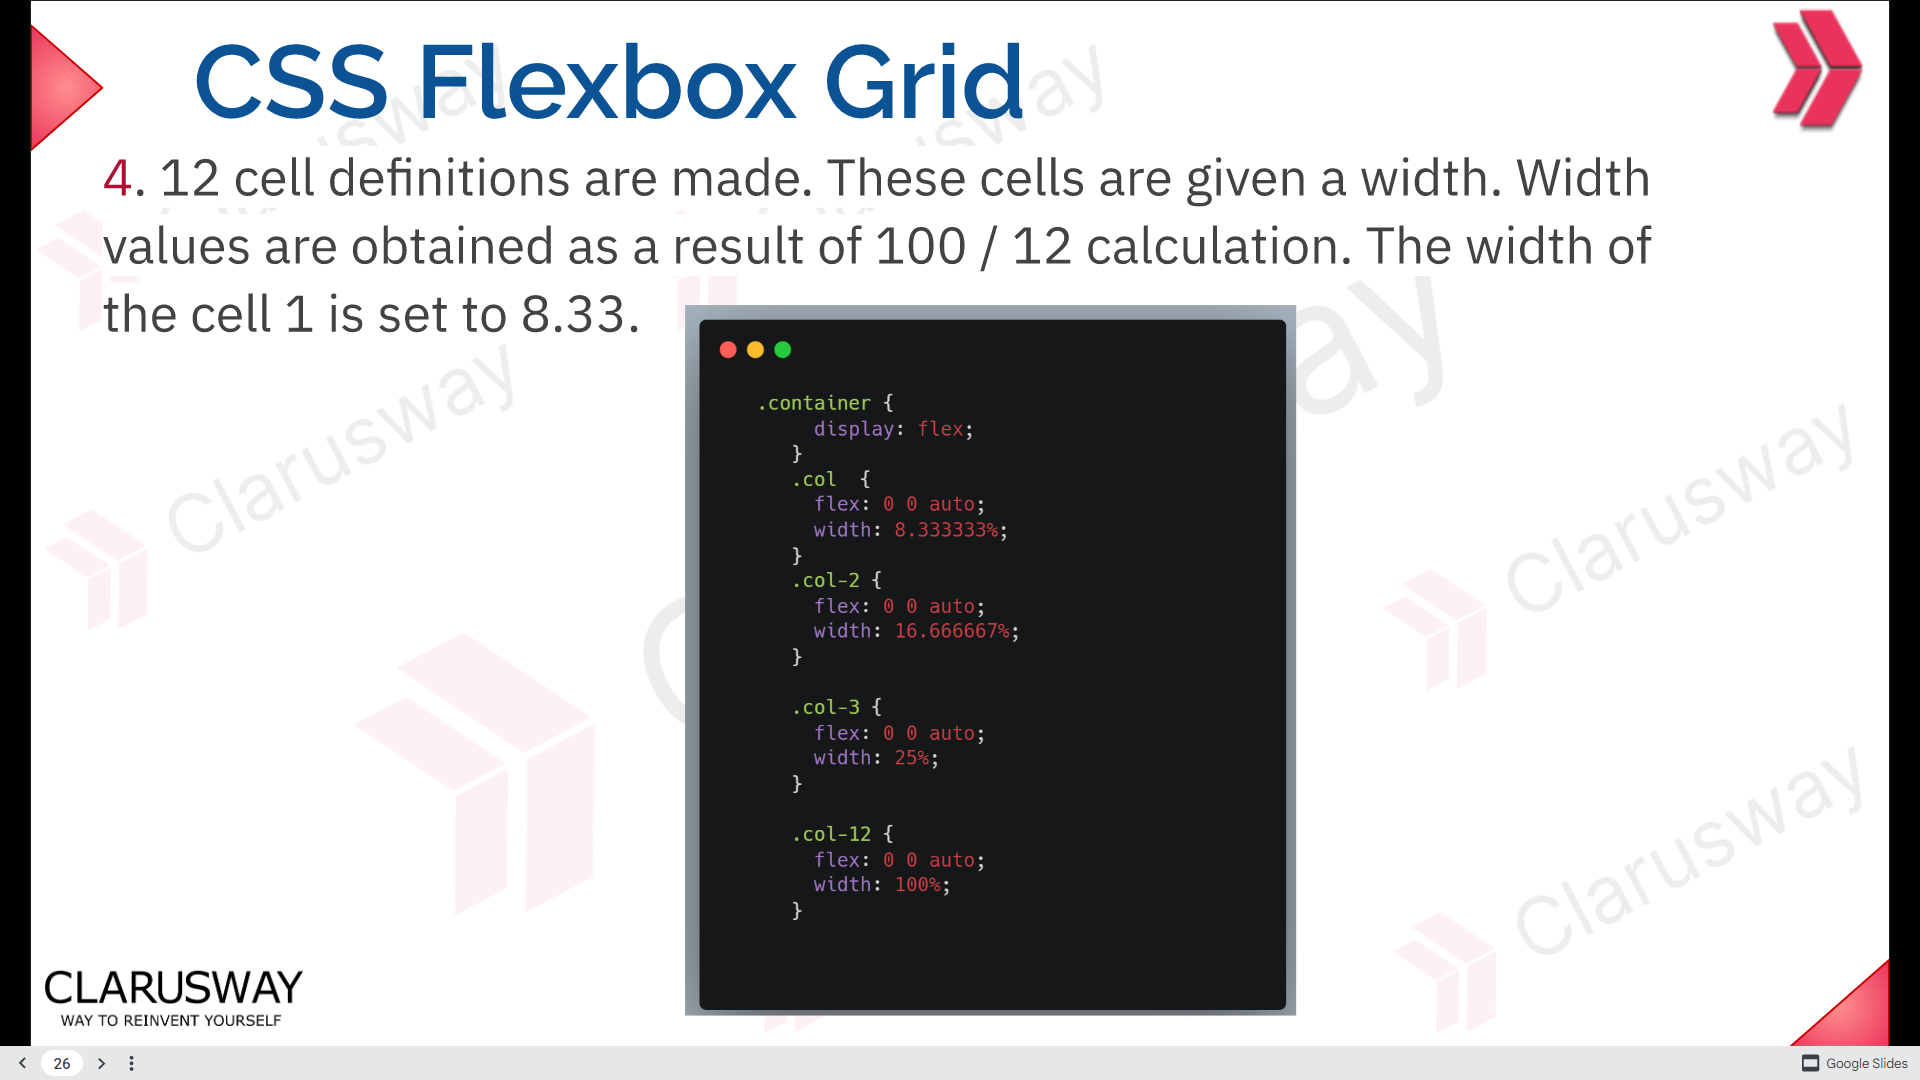 CSS Flexbox Grid
4. 12 cell definitions are made. These cells are given a width. Width
values are obtained as a result of 100 / 12 calculation. The width of
the cell 1 is set to 8.33.
.container {
display: flex;
}
.col {
flex: 0 0 auto;
width: 8.333333%;
}
.col-2 {
flex: 0 0 auto;
width: 16.666667%;
}
.col-3 {
flex: 0 0 auto;
width: 25%;
}
.col-12 {
flex: 0 0 auto;
width: 100%;
}
Clarusway
Clarusway
Clarusway
CLARUSWAY
WAY TO REINVENT YOURSELF
26
Google Slides